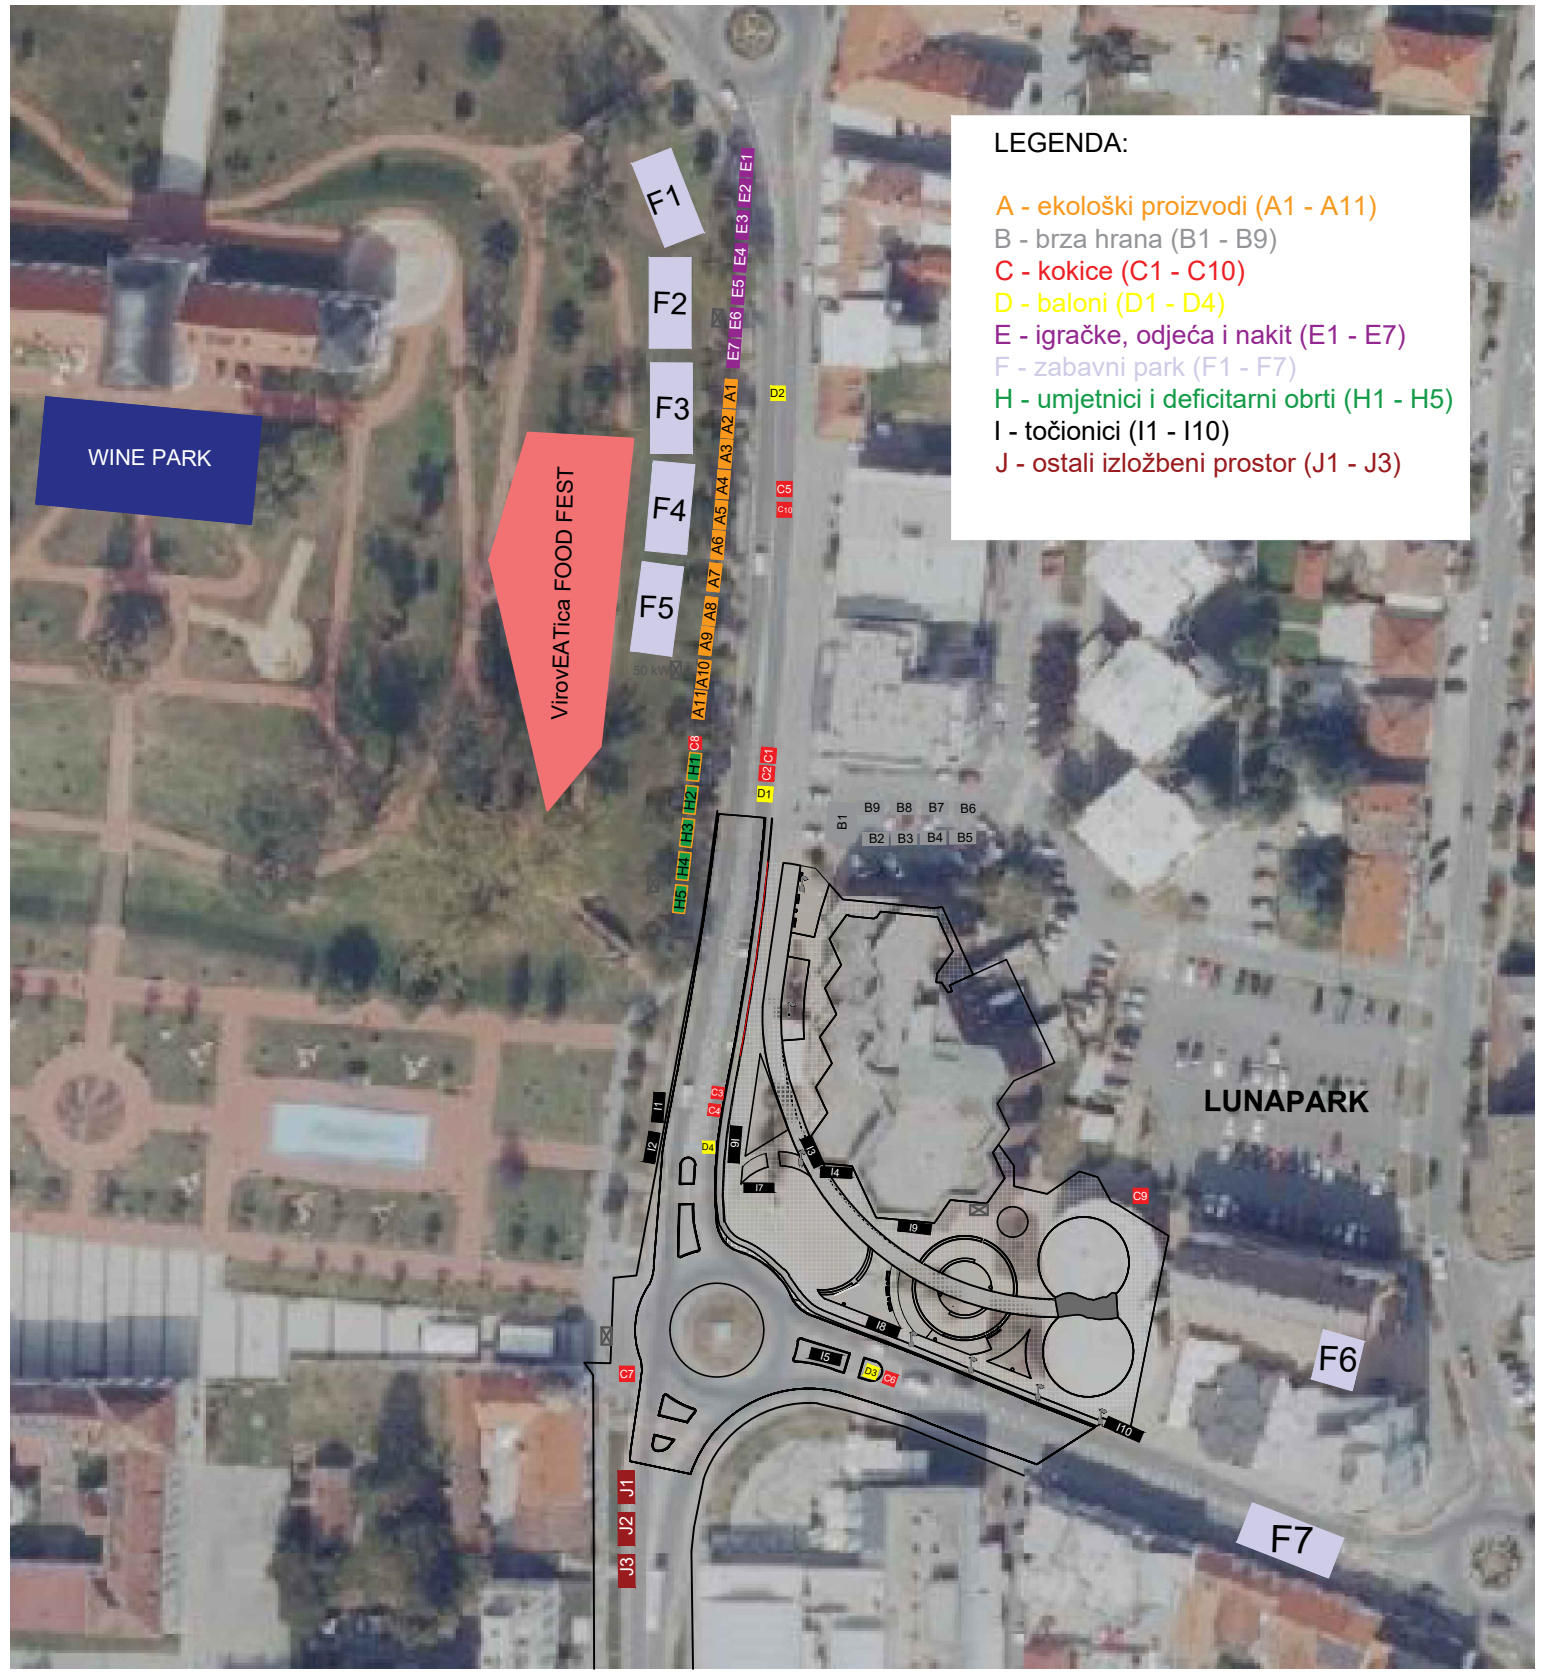 LEGENDA:
A - ekološki proizvodi (A1 - A11)
B - brza hrana (B1 - B9)
C - kokice (C1 - C10)
D - baloni (D1 - D4)
E - igračke, odjeća i nakit (E1 - E7)
F - zabavni park (F1 - F7)
H - umjetnici i deficitarni obrti (H1 - H5)
I - točionici (I1 - I10)
J - ostali izložbeni prostor (J1 - J3)
F1
F2
F3
F4
F5
E1
E2
E3
E4
E5
E6
E7
A1
A2
A3
A4
A5
A6
A7
A8
A9
A10
A11
D2
C5
C10
WINE PARK
VirovEATica FOOD FEST
50 kW
C8
H1
H2
H3
H4
H5
C1
C2
D1
B1
B9
B8
B7
B6
B2
B3
B4
B5
LUNAPARK
I1
I2
C3
C4
D4
I6
I7
I3
I4
I9
C9
I8
I5
D3
C6
C7
I10
F6
F7
J1
J2
J3